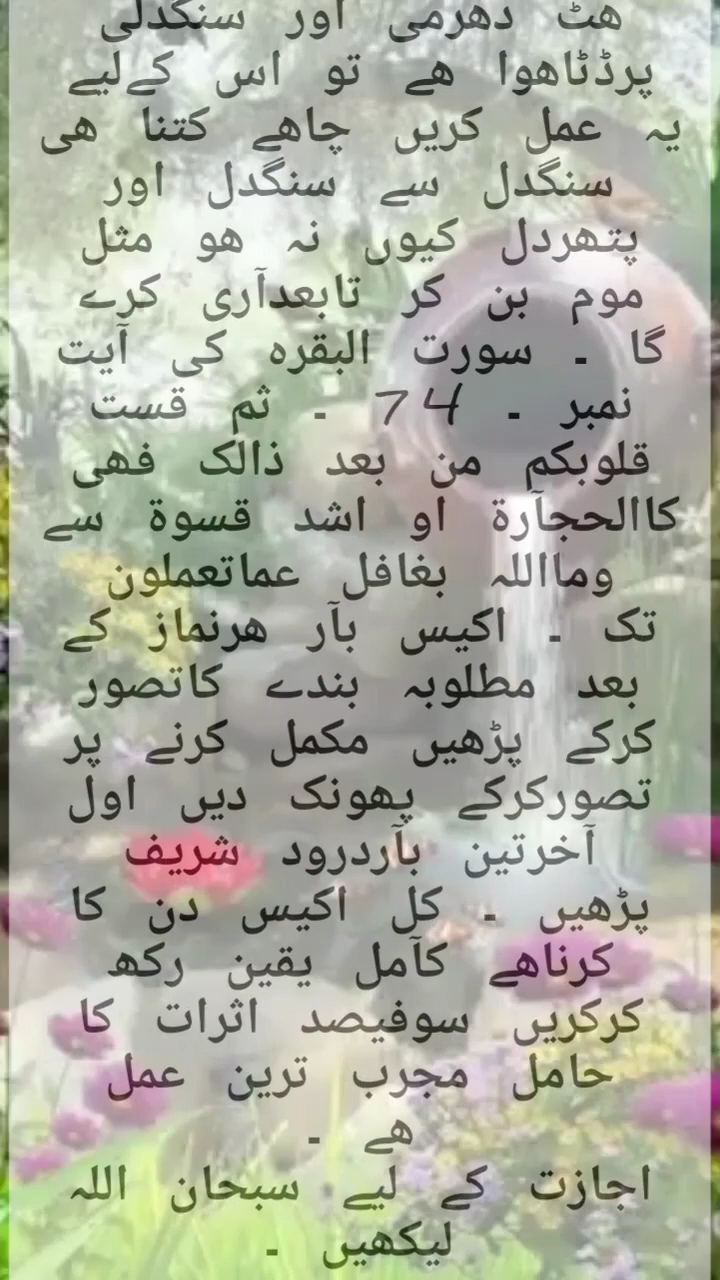 ھٹ دھرمی اور سنگدلی
پرڈٹاھوا ھے تو اس کےلیے
یہ عمل کریں چاھے کتنا ھی
سنگدل سے سنگدل اور
پتھردل کیوں نہ ھو مثل
موم بن کر تابعدآری کرے
گا ۔ سورت البقرہ کی آیت
نمبر ۔ 74 ۔ ثم قست
قلوبکم من بعد ذالک فھی
کاالحجآرۃ او اشد قسوۃ سے
ومااللہ بغافل عماتعملون
تک ۔ اکیس بآر ھرنماز کے
بعد مطلوبہ بندے کاتصور
کرکے پڑھیں مکمل کرنے پر
تصورکرکے پھونک دیں اول
آخرتین بآردرود شریف
پڑھیں ۔ کل اکیس دن کا
کرناھے کآمل یقین رکھ
کرکریں سوفیصد اثرات کا
حامل مجرب ترین عمل
ھے ۔
اجازت کے لیے سبحان اللہ
لیکھیں ۔